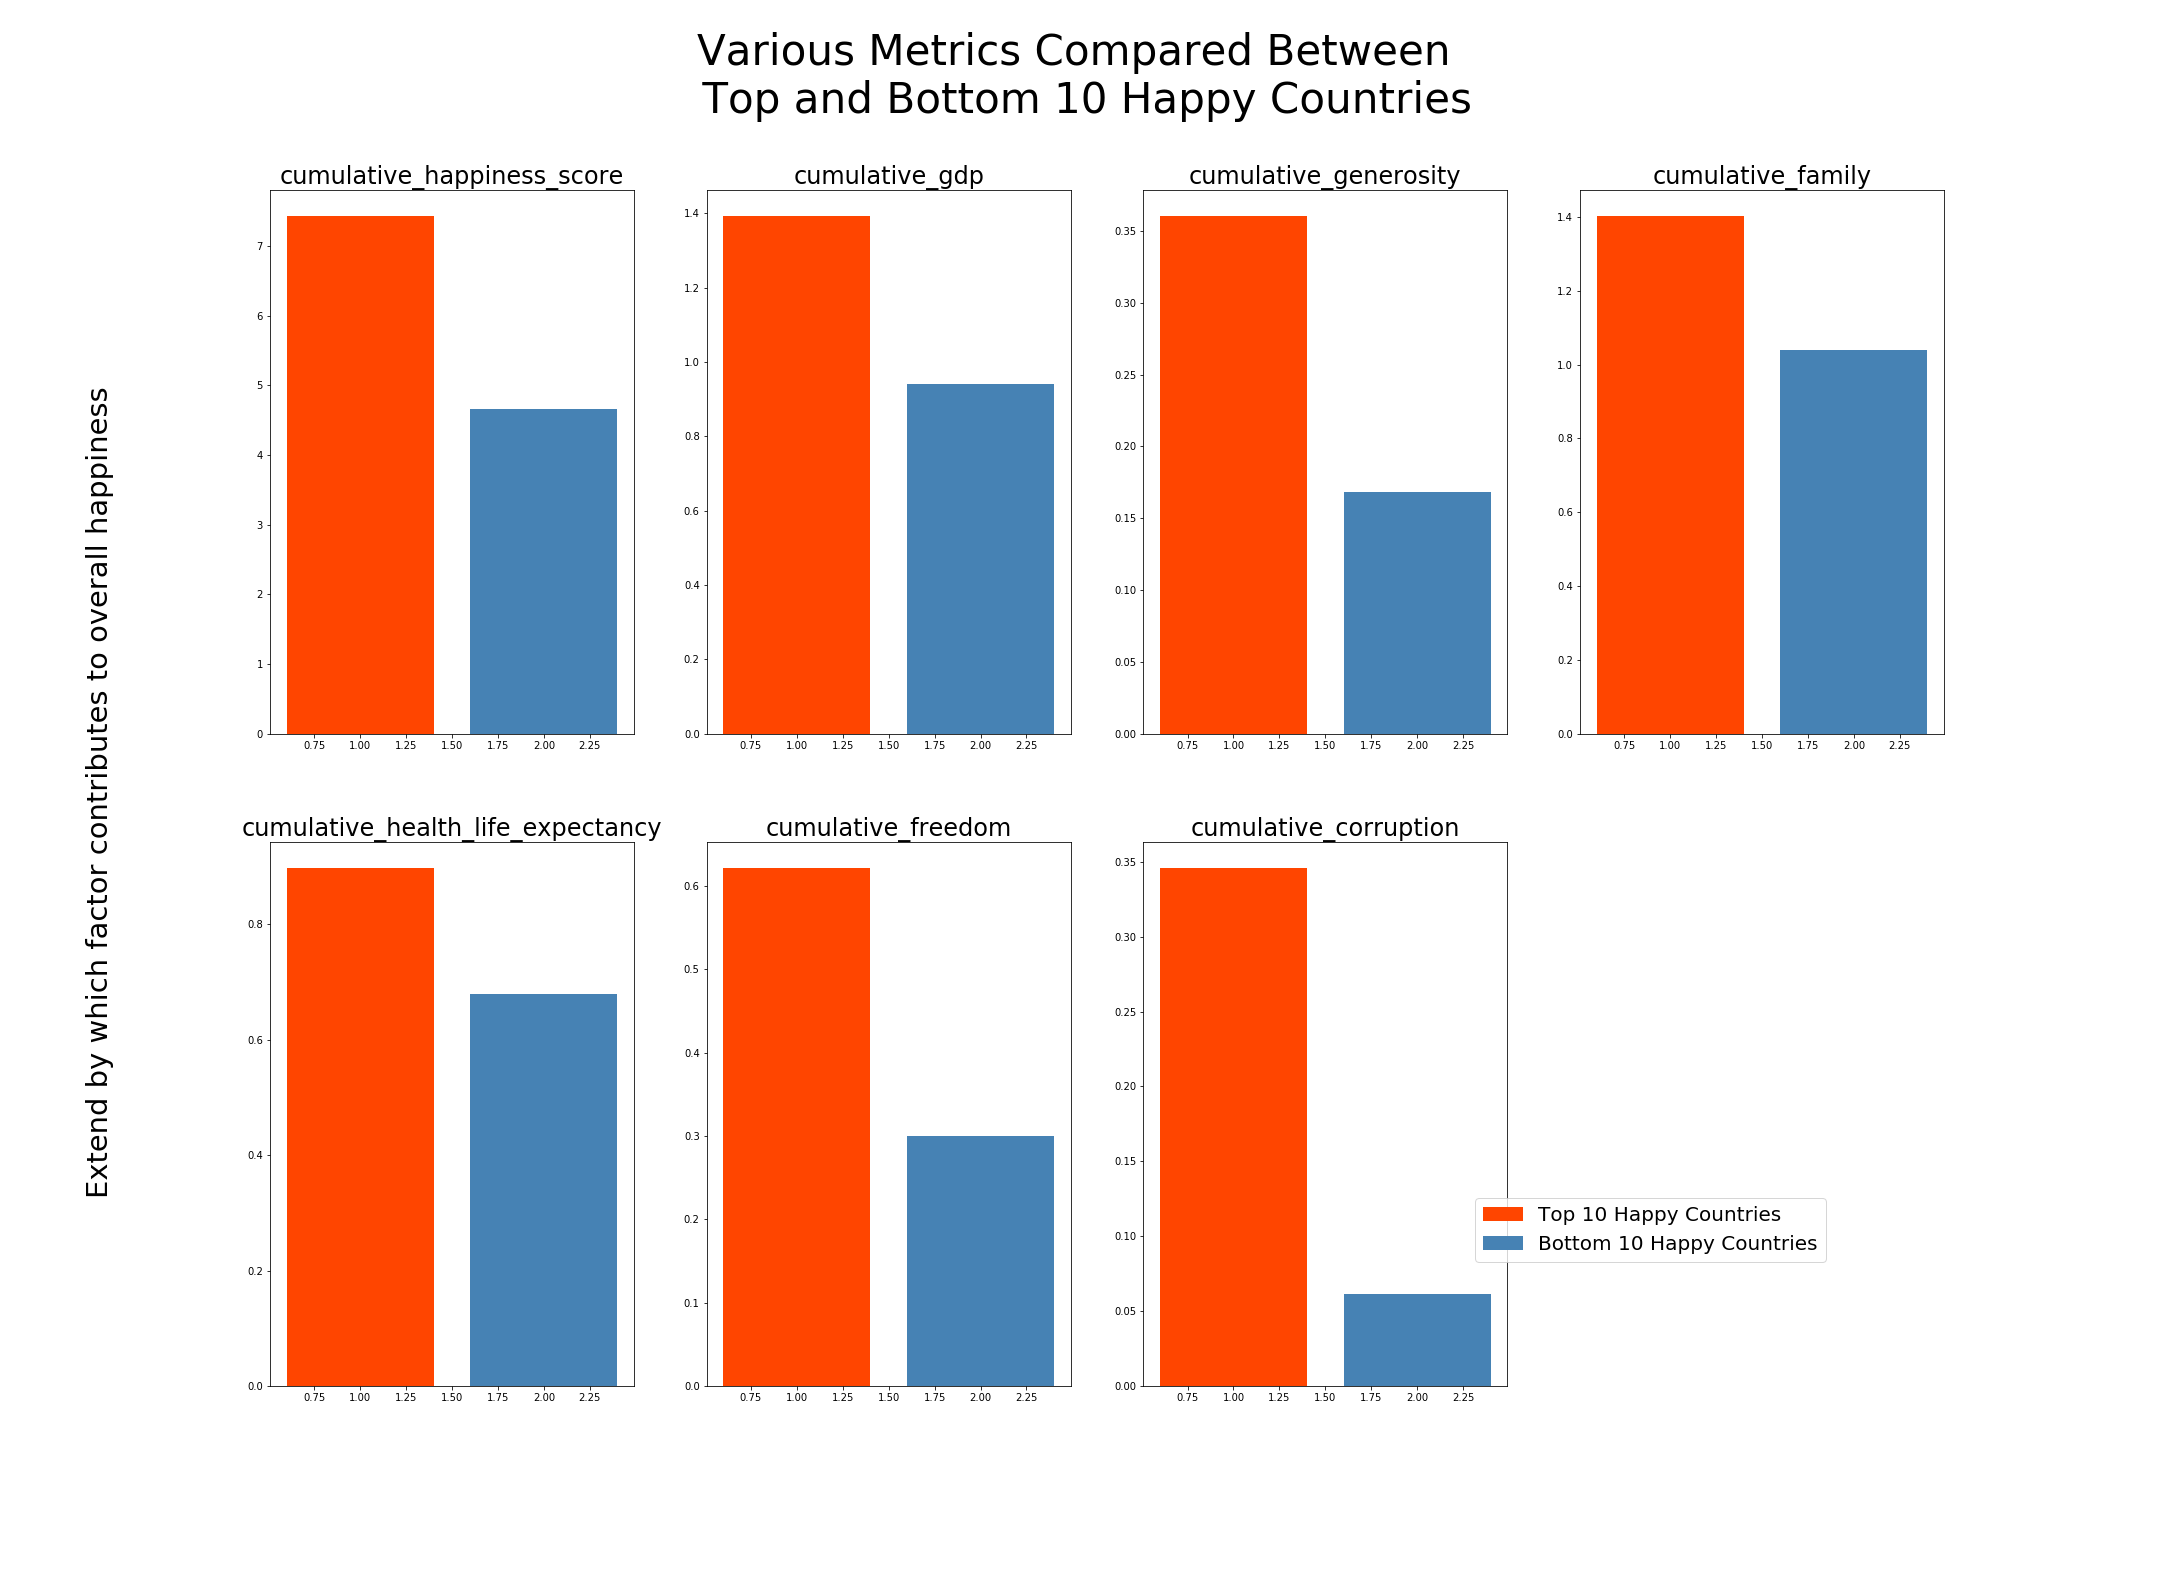 Various Metrics Compared Between
Top and Bottom 10 Happy Countries
Extend by which factor contributes to overall happiness
cumulative_happiness_score
7
6
5
4
3
2
1
0
0.75 1.00 1.25 1.50 1.75 2.00 2.25
cumulative_gdp
1.4
1.2
1.0
0.8
0.6
0.4
0.2
0.0
0.75 1.00 1.25 1.50 1.75 2.00 2.25
cumulative_generosity
0.35
0.30
0.25
0.20
0.15
0.10
0.05
0.00
0.75 1.00 1.25 1.50 1.75 2.00 2.25
cumulative_family
1.4
1.2
1.0
0.8
0.6
0.4
0.2
0.0
0.75 1.00 1.25 1.50 1.75 2.00 2.25
cumulative_health_life_expectancy
0.8
0.6
0.4
0.2
0.0
0.75 1.00 1.25 1.50 1.75 2.00 2.25
cumulative_freedom
0.6
0.5
0.4
0.3
0.2
0.1
0.0
0.75 1.00 1.25 1.50 1.75 2.00 2.25
cumulative_corruption
0.35
0.30
0.25
0.20
0.15
0.10
0.05
0.00
0.75 1.00 1.25 1.50 1.75 2.00 2.25
Top 10 Happy Countries
Bottom 10 Happy Countries